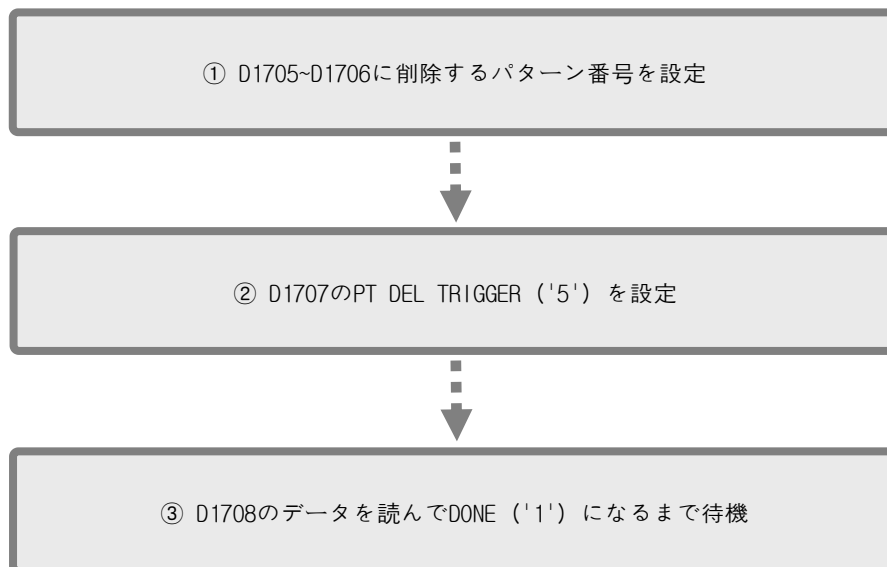 ① D1705~D1706に削除するパターン番号を設定
② D1707のPT DEL TRIGGER ('5') を設定
③ D1708のデータを読んでDONE ('1') になるまで待機